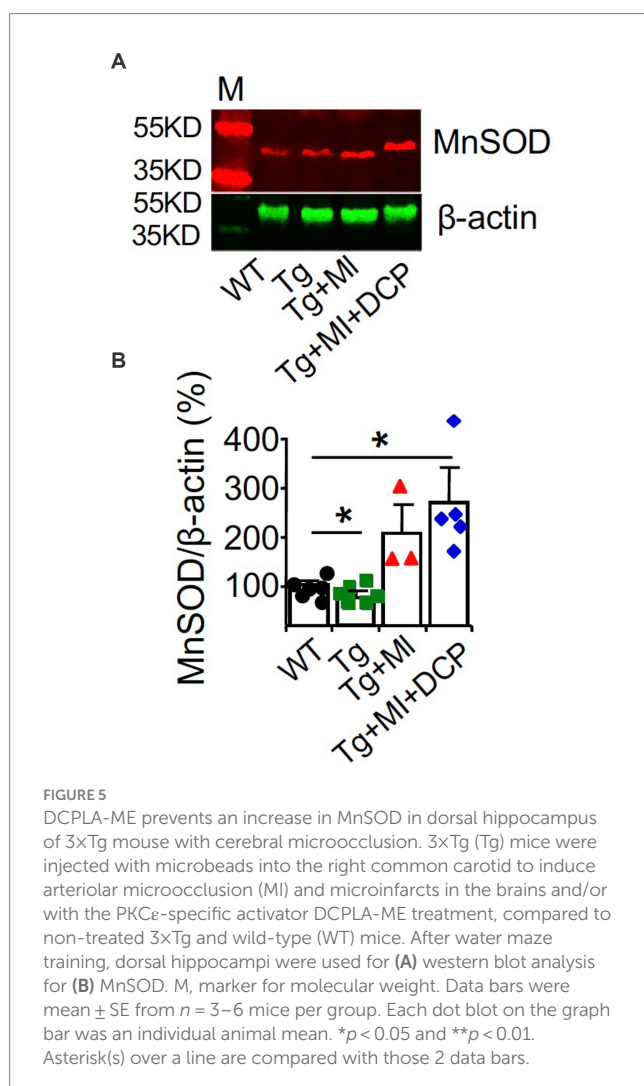 A
M
55KD
35KD
MnSOD
55KD
35KD
β-actin
WT
Tg
Tg+MI
Tg+MI+DCP
B
MnSOD/β-actin (%)
400
300
200
100
*
*
WT
Tg
Tg+MI
Tg+MI+DCP
FIGURE 5
DCPLA-ME prevents an increase in MnSOD in dorsal hippocampus
of 3×Tg mouse with cerebral microocclusion. 3×Tg (Tg) mice were
injected with microbeads into the right common carotid to induce
arteriolar microocclusion (MI) and microinfarcts in the brains and/or
with the PKCε-specific activator DCPLA-ME treatment, compared to
non-treated 3×Tg and wild-type (WT) mice. After water maze
training, dorsal hippocampi were used for (A) western blot analysis
for (B) MnSOD. M, marker for molecular weight. Data bars were
mean ± SE from n = 3–6 mice per group. Each dot blot on the graph
bar was an individual animal mean. *p < 0.05 and **p < 0.01.
Asterisk(s) over a line are compared with those 2 data bars.